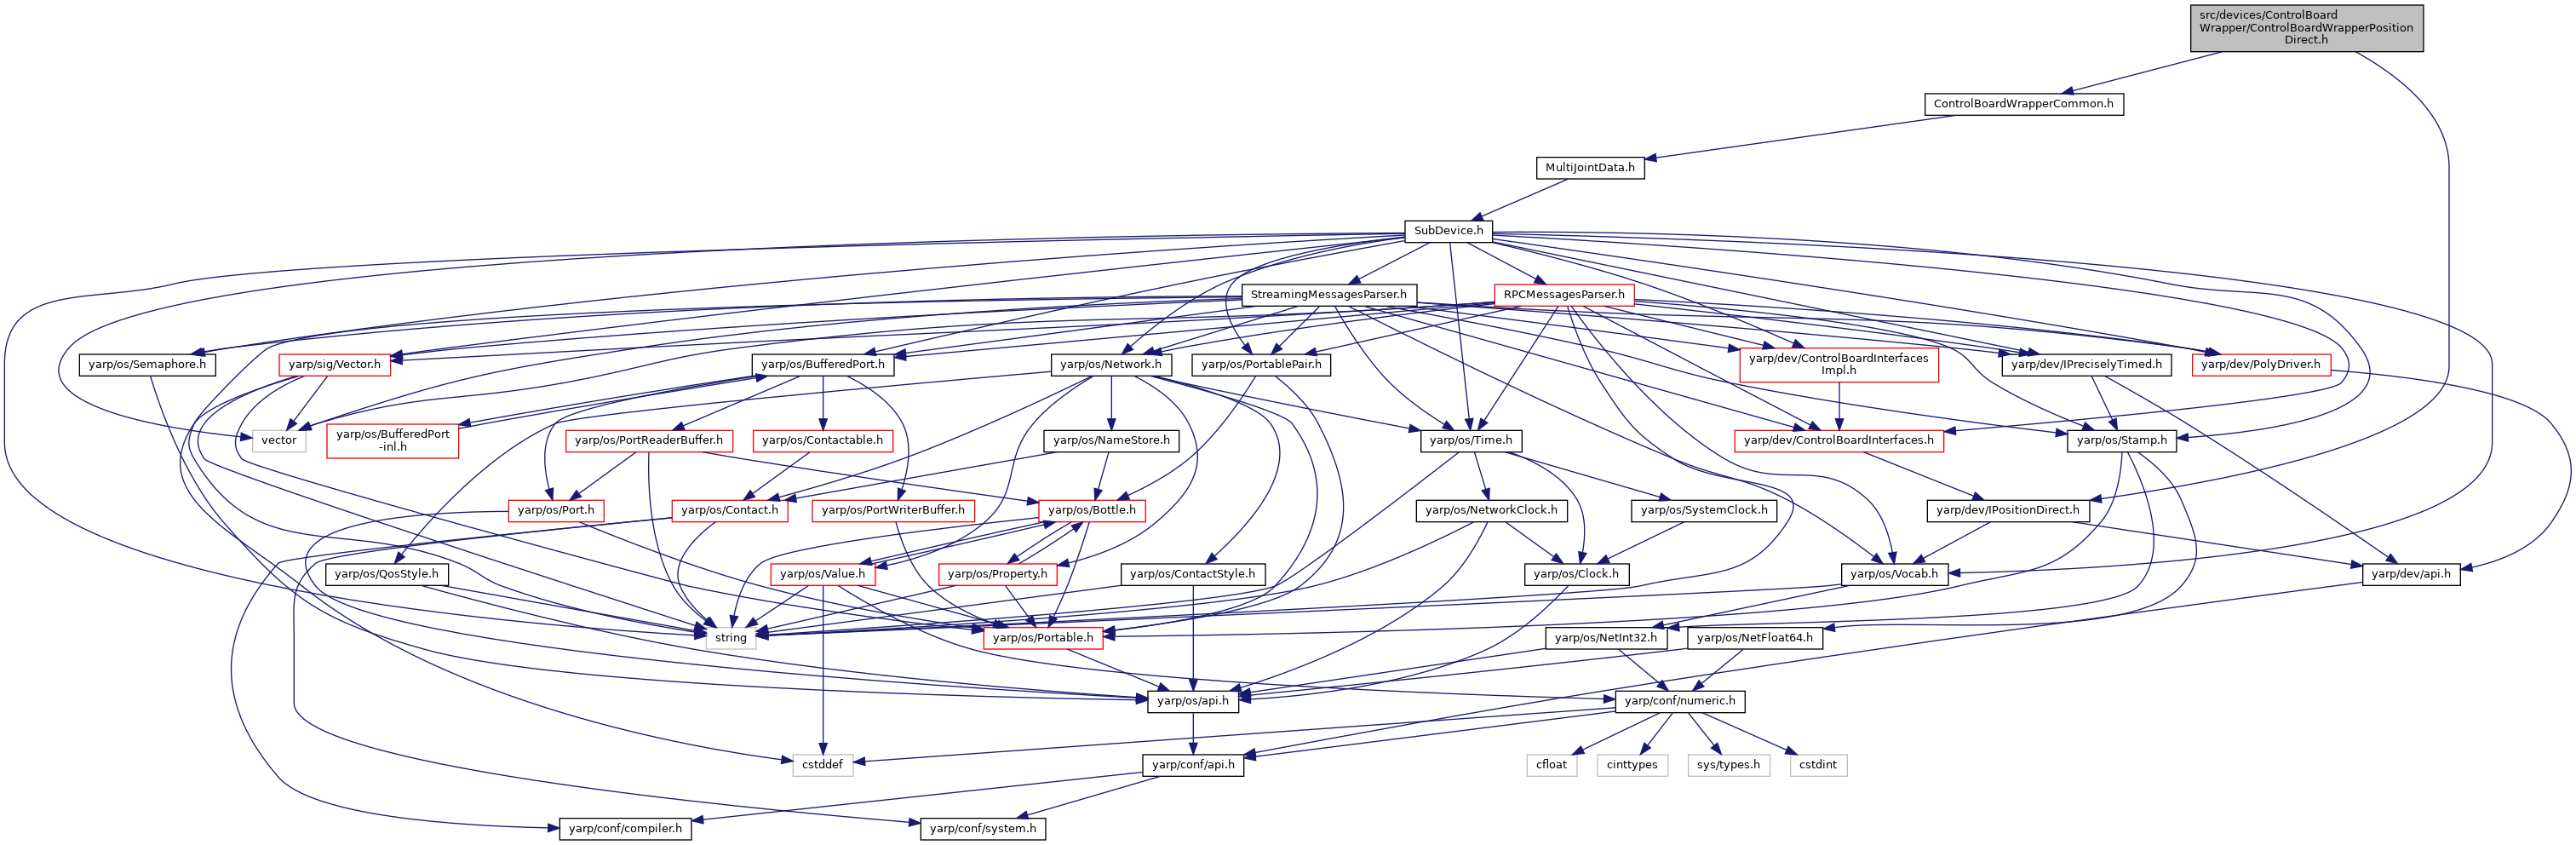 src/devices/ControlBoard
Wrapper/ControlBoardWrapperPosition
Direct.h
ControlBoardWrapperCommon.h
MultiJointData.h
SubDevice.h
StreamingMessagesParser.h
RPCMessagesParser.h
yarp/os/Semaphore.h
yarp/sig/Vector.h
yarp/os/BufferedPort.h
yarp/os/Network.h
yarp/os/PortablePair.h
yarp/dev/ControlBoardInterfaces
Impl.h
yarp/dev/IPreciselyTimed.h
yarp/dev/PolyDriver.h
vector
yarp/os/BufferedPort
-inl.h
yarp/os/PortReaderBuffer.h
yarp/os/Contactable.h
yarp/os/NameStore.h
yarp/os/Time.h
yarp/dev/ControlBoardInterfaces.h
yarp/os/Stamp.h
yarp/os/Port.h
yarp/os/Contact.h
yarp/os/PortWriterBuffer.h
yarp/os/Bottle.h
yarp/os/NetworkClock.h
yarp/os/SystemClock.h
yarp/dev/IPositionDirect.h
yarp/os/QosStyle.h
yarp/os/Value.h
yarp/os/Property.h
yarp/os/ContactStyle.h
yarp/os/Clock.h
yarp/os/Vocab.h
yarp/dev/api.h
string
yarp/os/Portable.h
yarp/os/NetInt32.h
yarp/os/NetFloat64.h
yarp/os/api.h
yarp/conf/numeric.h
cstddef
yarp/conf/api.h
cfloat
cinttypes
sys/types.h
cstdint
yarp/conf/compiler.h
yarp/conf/system.h